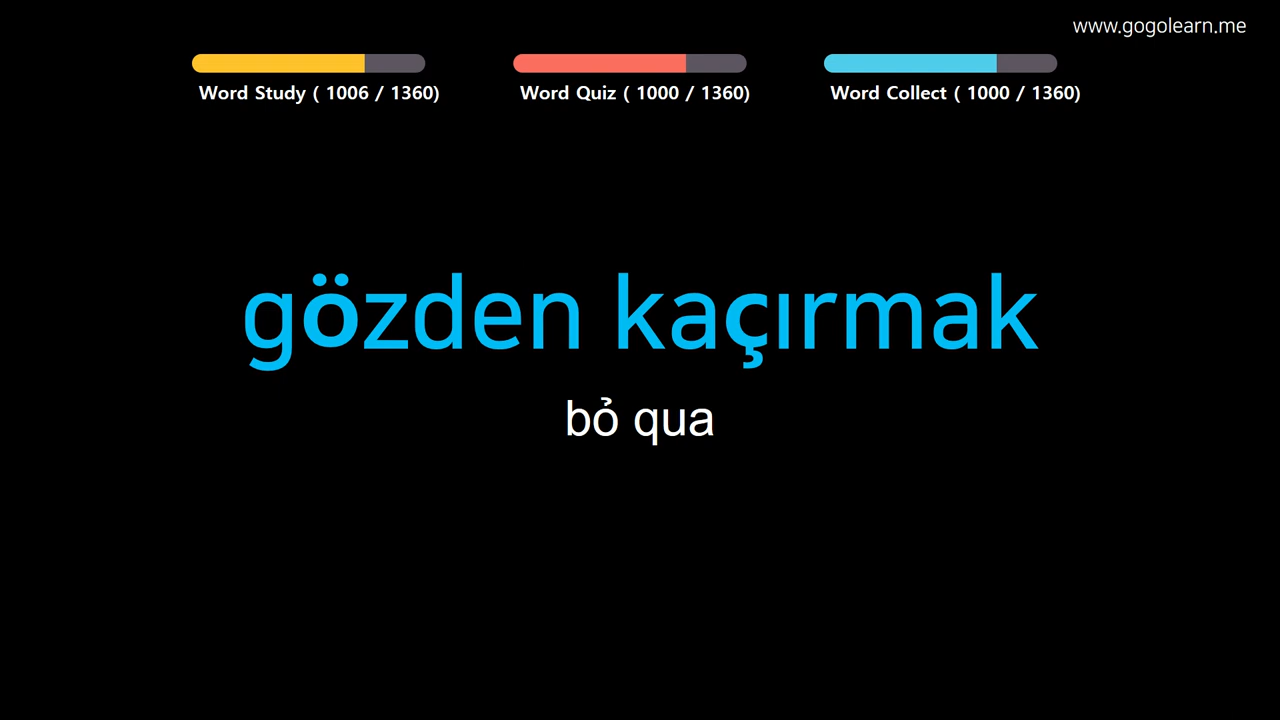 www.gogolearn.me
Word Study ( 1006 / 1360)
Word Quiz ( 1000 / 1360)
Word Collect ( 1000 / 1360)
gözden kaçırmak
bỏ qua